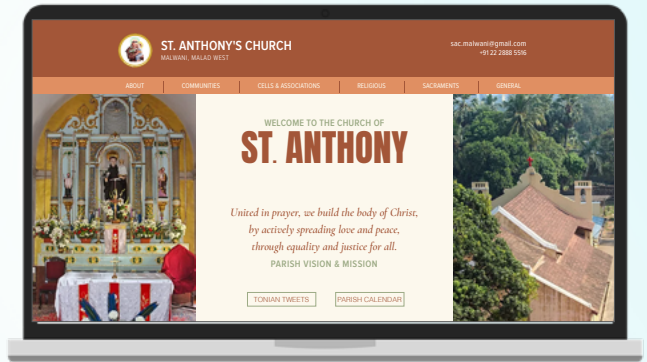 ST. ANTHONY'S CHURCH
MALWANI, MALAD WEST
sac.malwani@gmail.com
+91 22 2888 5516
ABOUT
COMMUNITIES
CELLS & ASSOCIATIONS
RELIGIOUS
SACRAMENTS
GENERAL
WELCOME TO THE CHURCH OF
ST. ANTHONY
United in prayer, we build the body of Christ,
by actively spreading love and peace,
through equality and justice for all.
PARISH VISION & MISSION
TONIAN TWEETS
PARISH CALENDAR